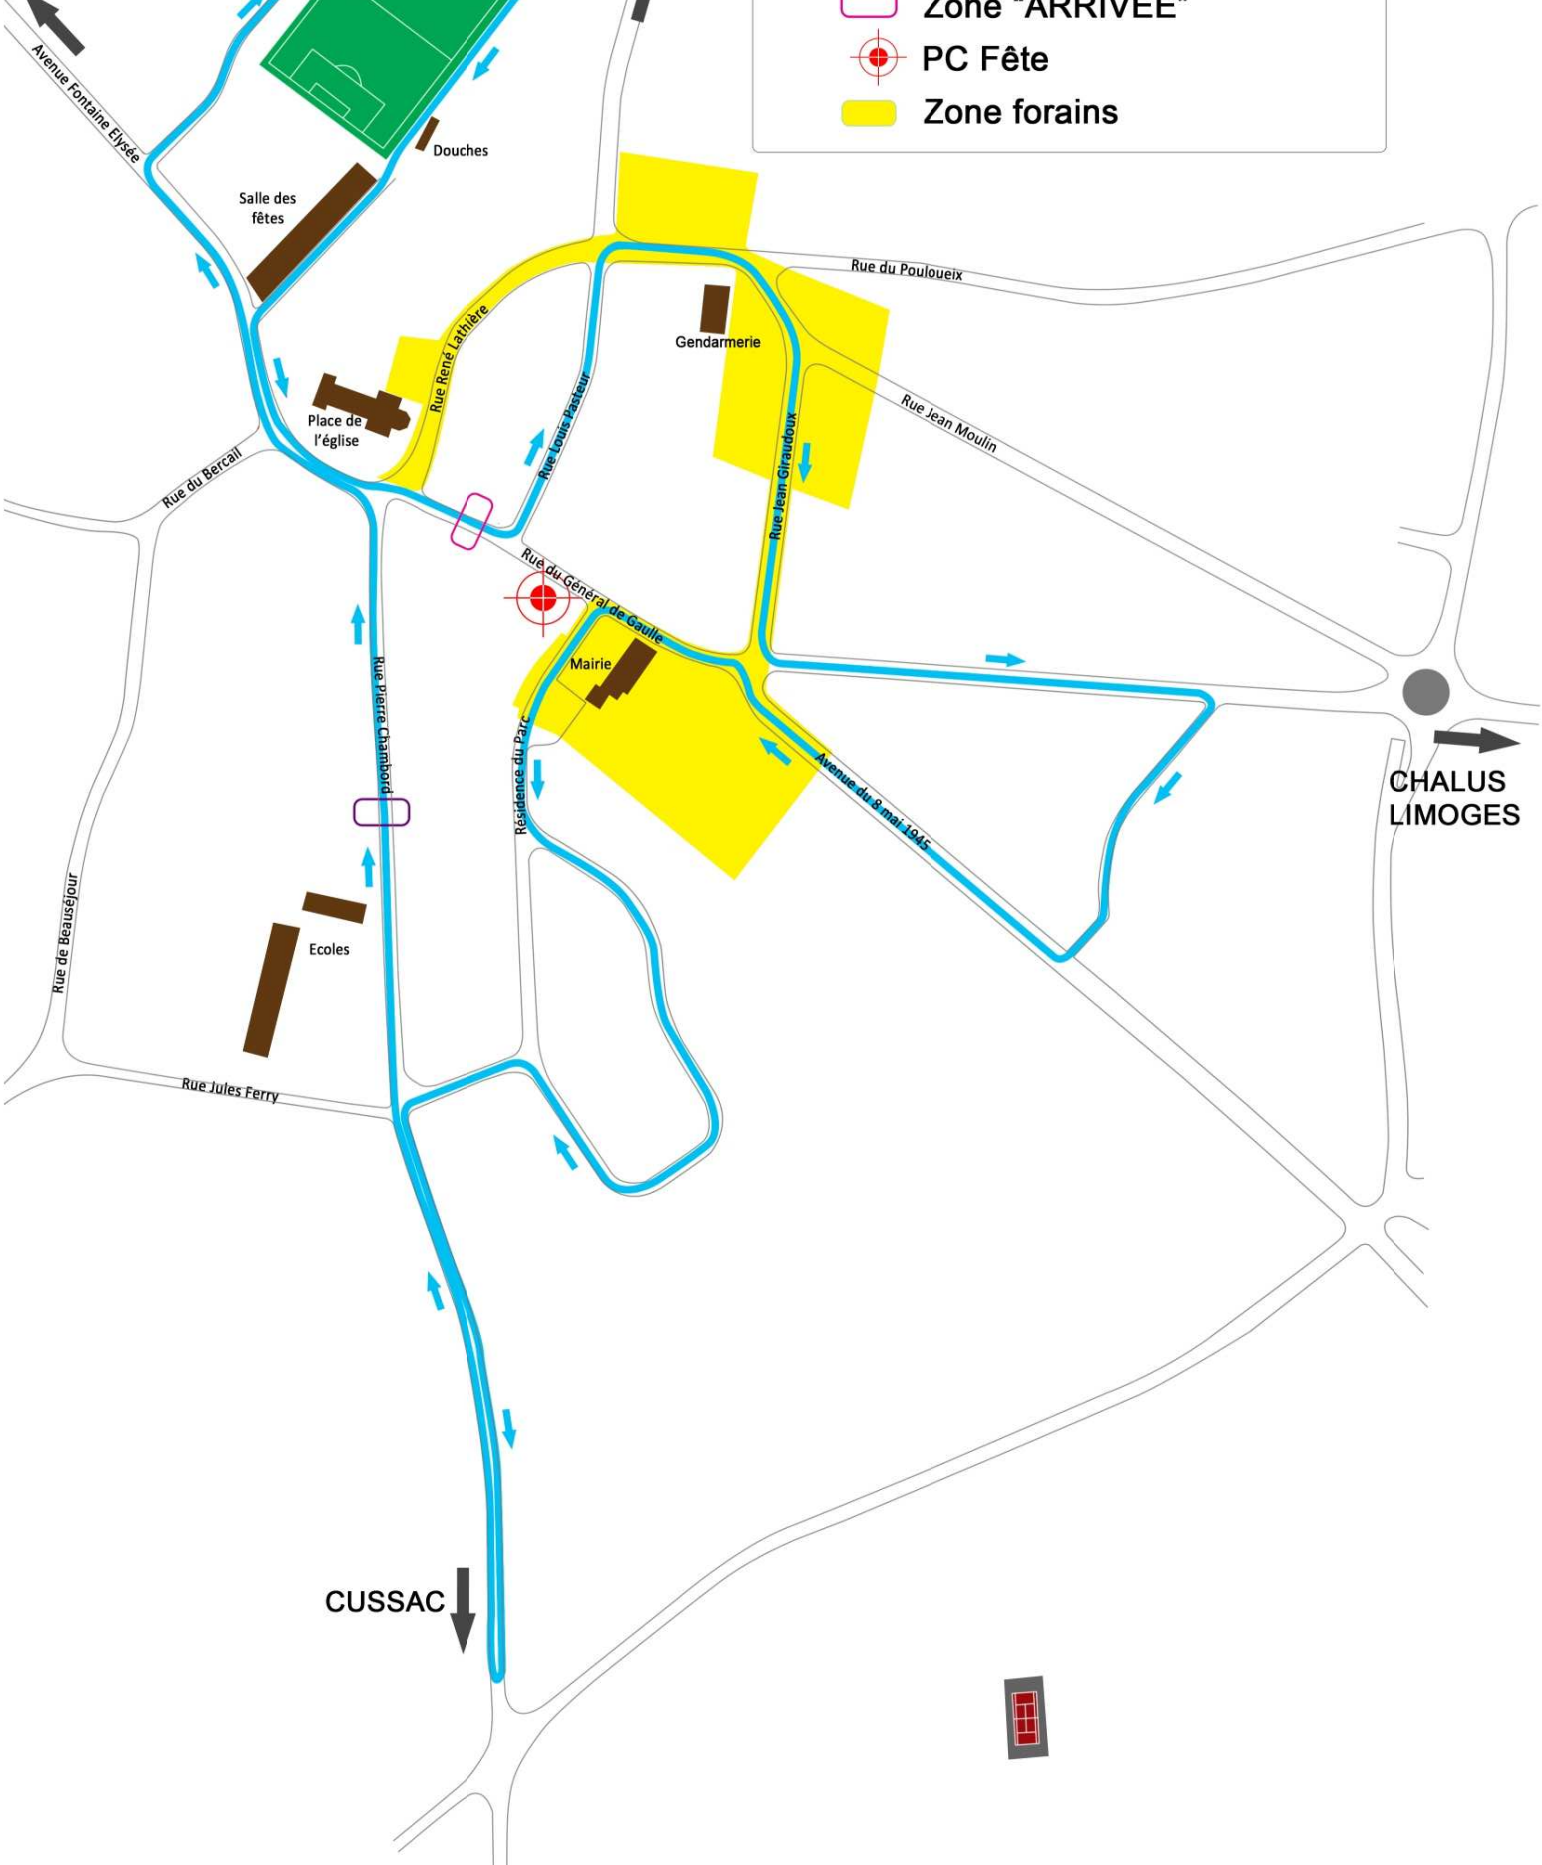 Zone "ARRIVEE"
PC Fête
Zone forains
Avenue Fontaine Elysée
Douches
Salle des
fêtes
Rue du Pouloueix
Rue René Lathière
Gendarmerie
Rue Louis Pasteur
Rue Jean Moulin
Place de
l'église
Rue du Bercail
Rue Jean Giraudoux
Rue du Général de Gaulle
Mairie
Rue Pierre Chambord
Résidence du Parc
Avenue du 8 mai 1945
CHALUS
LIMOGES
Rue de Beauséjour
Ecoles
Rue Jules Ferry
CUSSAC